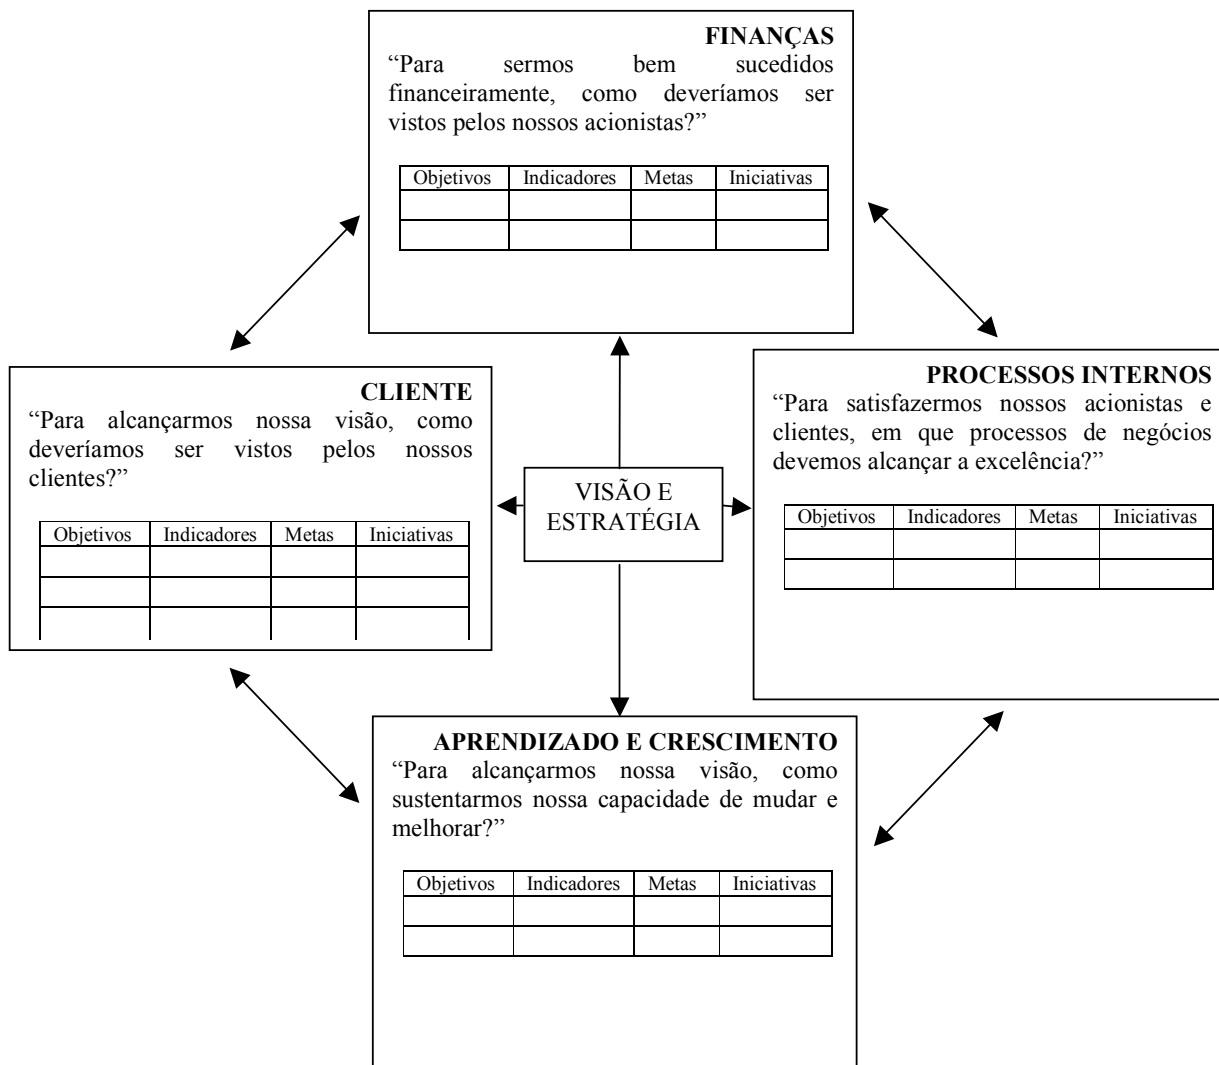 FINANÇAS
“Para sermos bem sucedidos
financeiramente, como deveríamos ser
vistos pelos nossos acionistas?”
Objetivos Indicadores Metas Iniciativas
CLIENTE
“Para alcançarmos nossa visão, como
deveríamos ser vistos pelos nossos
clientes?”
Objetivos Indicadores Metas Iniciativas
VISÃO E
ESTRATÉGIA
PROCESSOS INTERNOS
“Para satisfazermos nossos acionistas e
clientes, em que processos de negócios
devemos alcançar a excelência?”
Objetivos Indicadores Metas Iniciativas
APRENDIZADO E CRESCIMENTO
“Para alcançarmos nossa visão, como
sustentarmos nossa capacidade de mudar e
melhorar?”
Objetivos Indicadores Metas Iniciativas